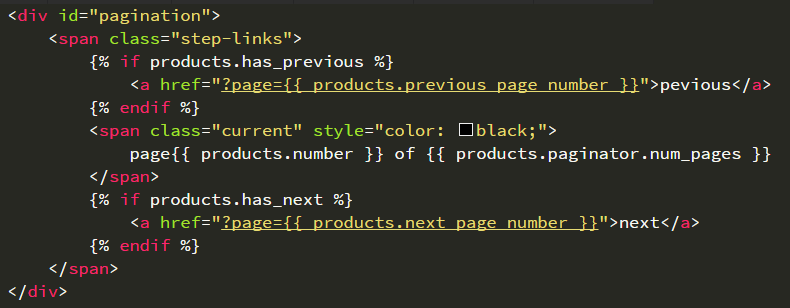 <div id="pagination">
    <span class="step-links">
        {% if products.has_previous %}
            <a href="?page={{ products.previous_page_number }}">pevious</a>
        {% endif %}
        <span class="current" style="color: black;">
            page{{ products.number }} of {{ products.paginator.num_pages }}
        </span>
        {% if products.has_next %}
            <a href="?page={{ products.next_page_number }}">next</a>
        {% endif %}
    </span>
</div>